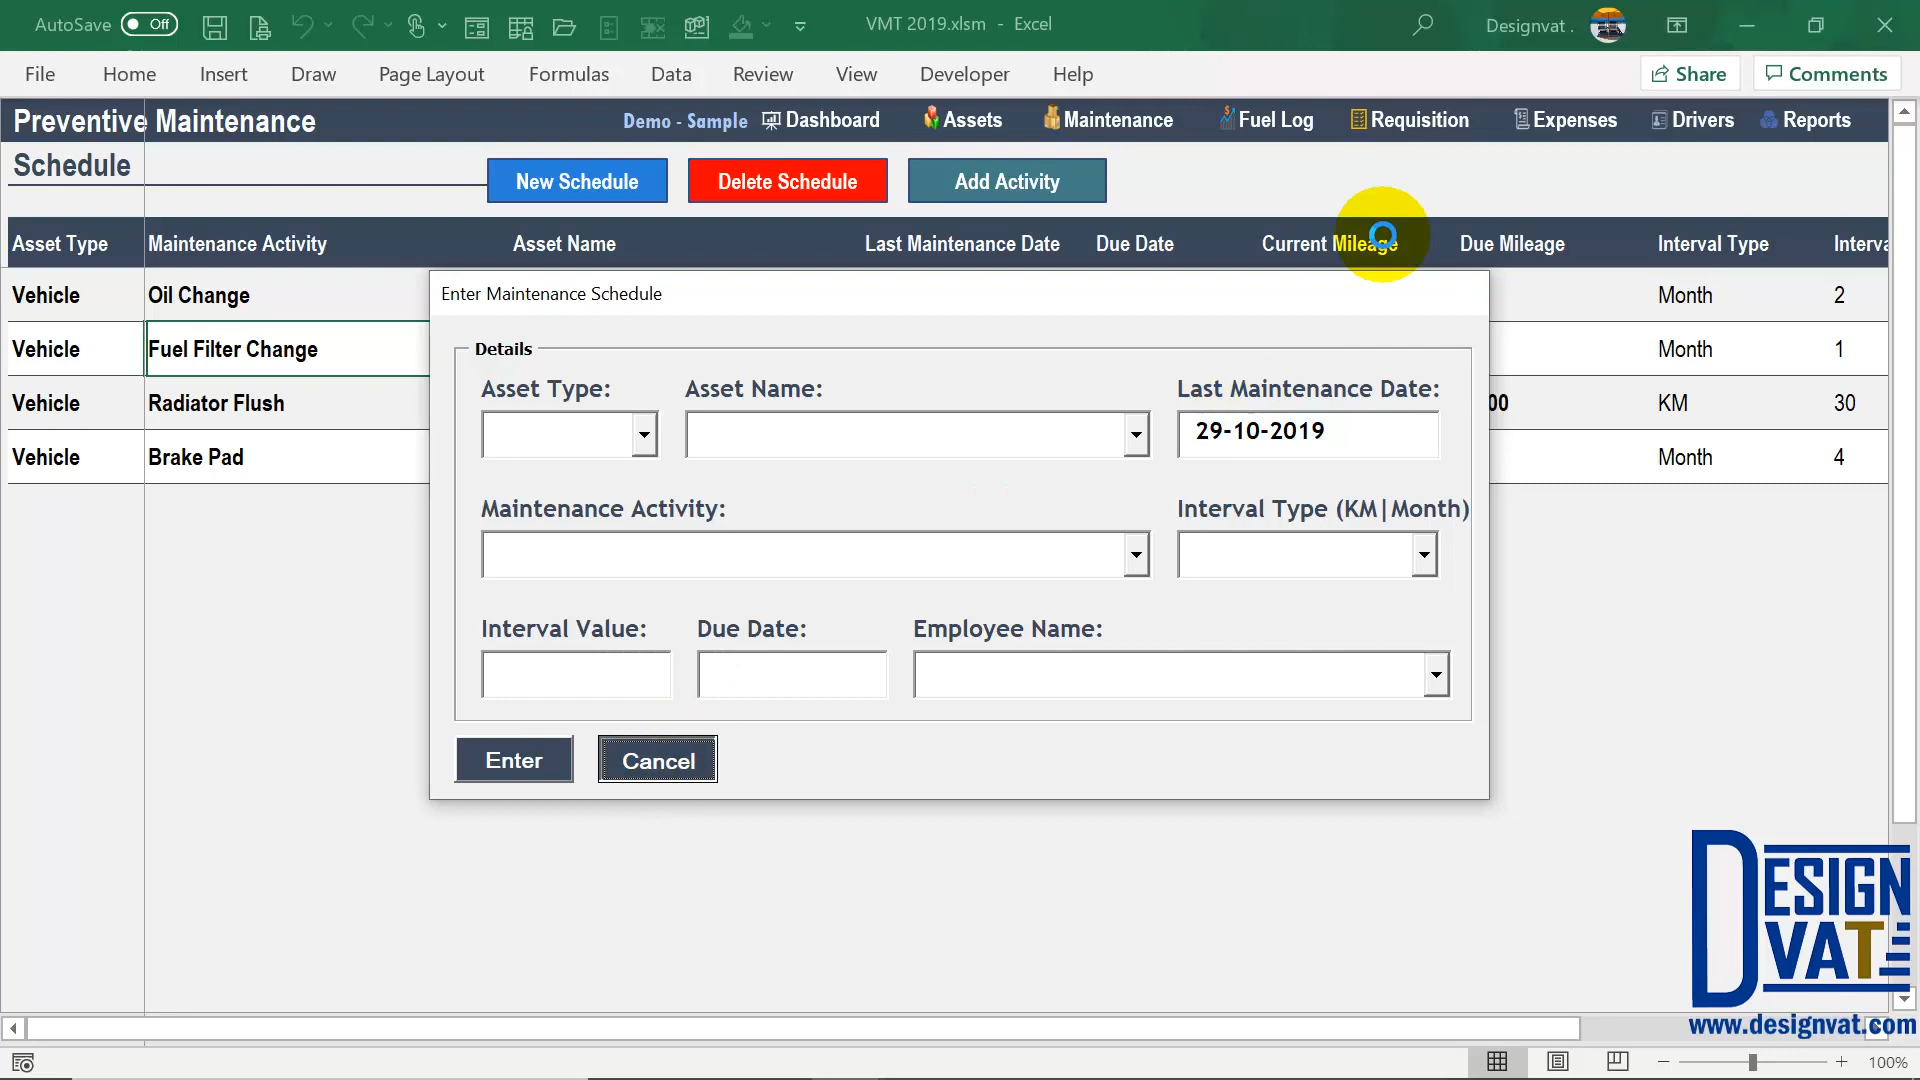 AutoSave Off VMT 2019.xlsm - Excel Designvat .
File Home Insert Draw Page Layout Formulas Data Review View Developer Help Share Comments
Preventive Maintenance Demo - Sample Dashboard Assets Maintenance Fuel Log Requisition Expenses Drivers Reports
Schedule New Schedule Delete Schedule Add Activity
Asset Type Maintenance Activity Asset Name Last Maintenance Date Due Date Current Mileage Due Mileage Interval Type Interva
Vehicle Oil Change Month 2
Enter Maintenance Schedule
Vehicle Fuel Filter Change Month 1
Details
Asset Type: Asset Name: Last Maintenance Date:
Vehicle Radiator Flush 00 KM 30
29-10-2019
Vehicle Brake Pad Month 4
Maintenance Activity: Interval Type (KM|Month)
Interval Value: Due Date: Employee Name:
Enter Cancel
DESIGN
VAT
www.designvat.com
100%